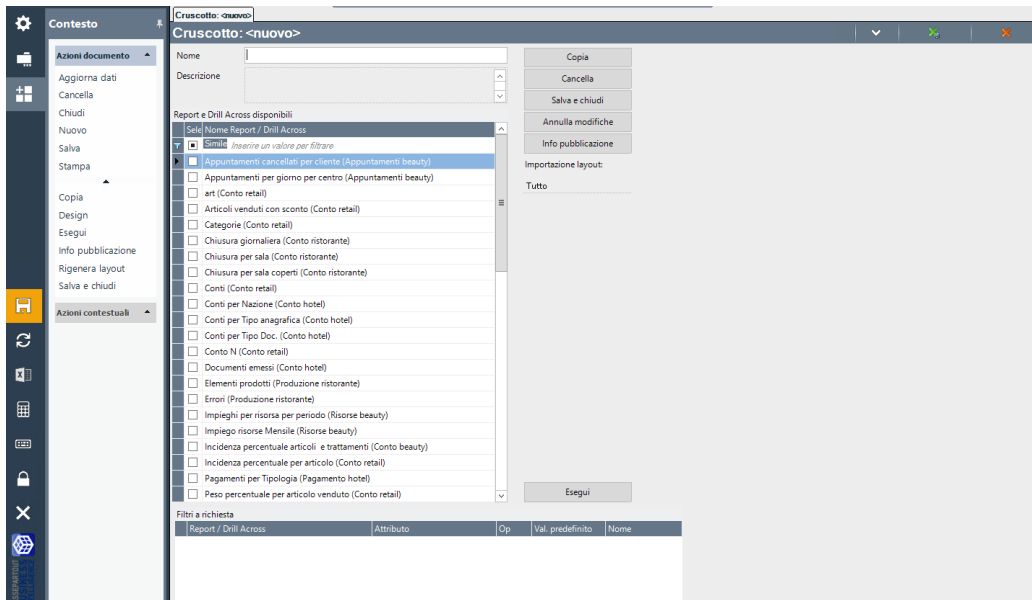 Cruscotto: <nuovo>
Contesto
Cruscotto: <nuovo>
Azioni documento
Aggiorna dati
Cancella
Chiudi
Nuovo
Salva
Stampa
Copia
Design
Esegui
Info pubblicazione
Rigenera layout
Salva e chiudi
Azioni contestuali
Nome
Descrizione
Report e Drill Across disponibili
Sele Nome Report / Drill Across
Simile Inserire un valore per filtrare
Appuntamenti cancellati per cliente (Appuntamenti beauty)
Appuntamenti per giorno per centro (Appuntamenti beauty)
art (Conto retail)
Articoli venduti con sconto (Conto retail)
Categorie (Conto retail)
Chiusura giornaliera (Conto ristorante)
Chiusura per sala (Conto ristorante)
Chiusura per sala coperti (Conto ristorante)
Conti (Conto retail)
Conti per Nazione (Conto hotel)
Conti per Tipo anagrafica (Conto hotel)
Conti per Tipo Doc. (Conto hotel)
Conto N (Conto retail)
Documenti emessi (Conto hotel)
Elementi prodotti (Produzione ristorante)
Errori (Produzione ristorante)
Impieghi per risorsa per periodo (Risorse beauty)
Impiego risorse Mensile (Risorse beauty)
Incidenza percentuale articoli e trattamenti (Conto beauty)
Incidenza percentuale per articolo (Conto retail)
Pagamenti per Tipologia (Pagamento hotel)
Peso percentuale per articolo venduto (Conto retail)
Copia
Cancella
Salva e chiudi
Annulla modifiche
Info pubblicazione
Importazione layout:
Tutto
Esegui
Filtri a richiesta
Report / Drill Across Attributo Op Val. predefinito Nome